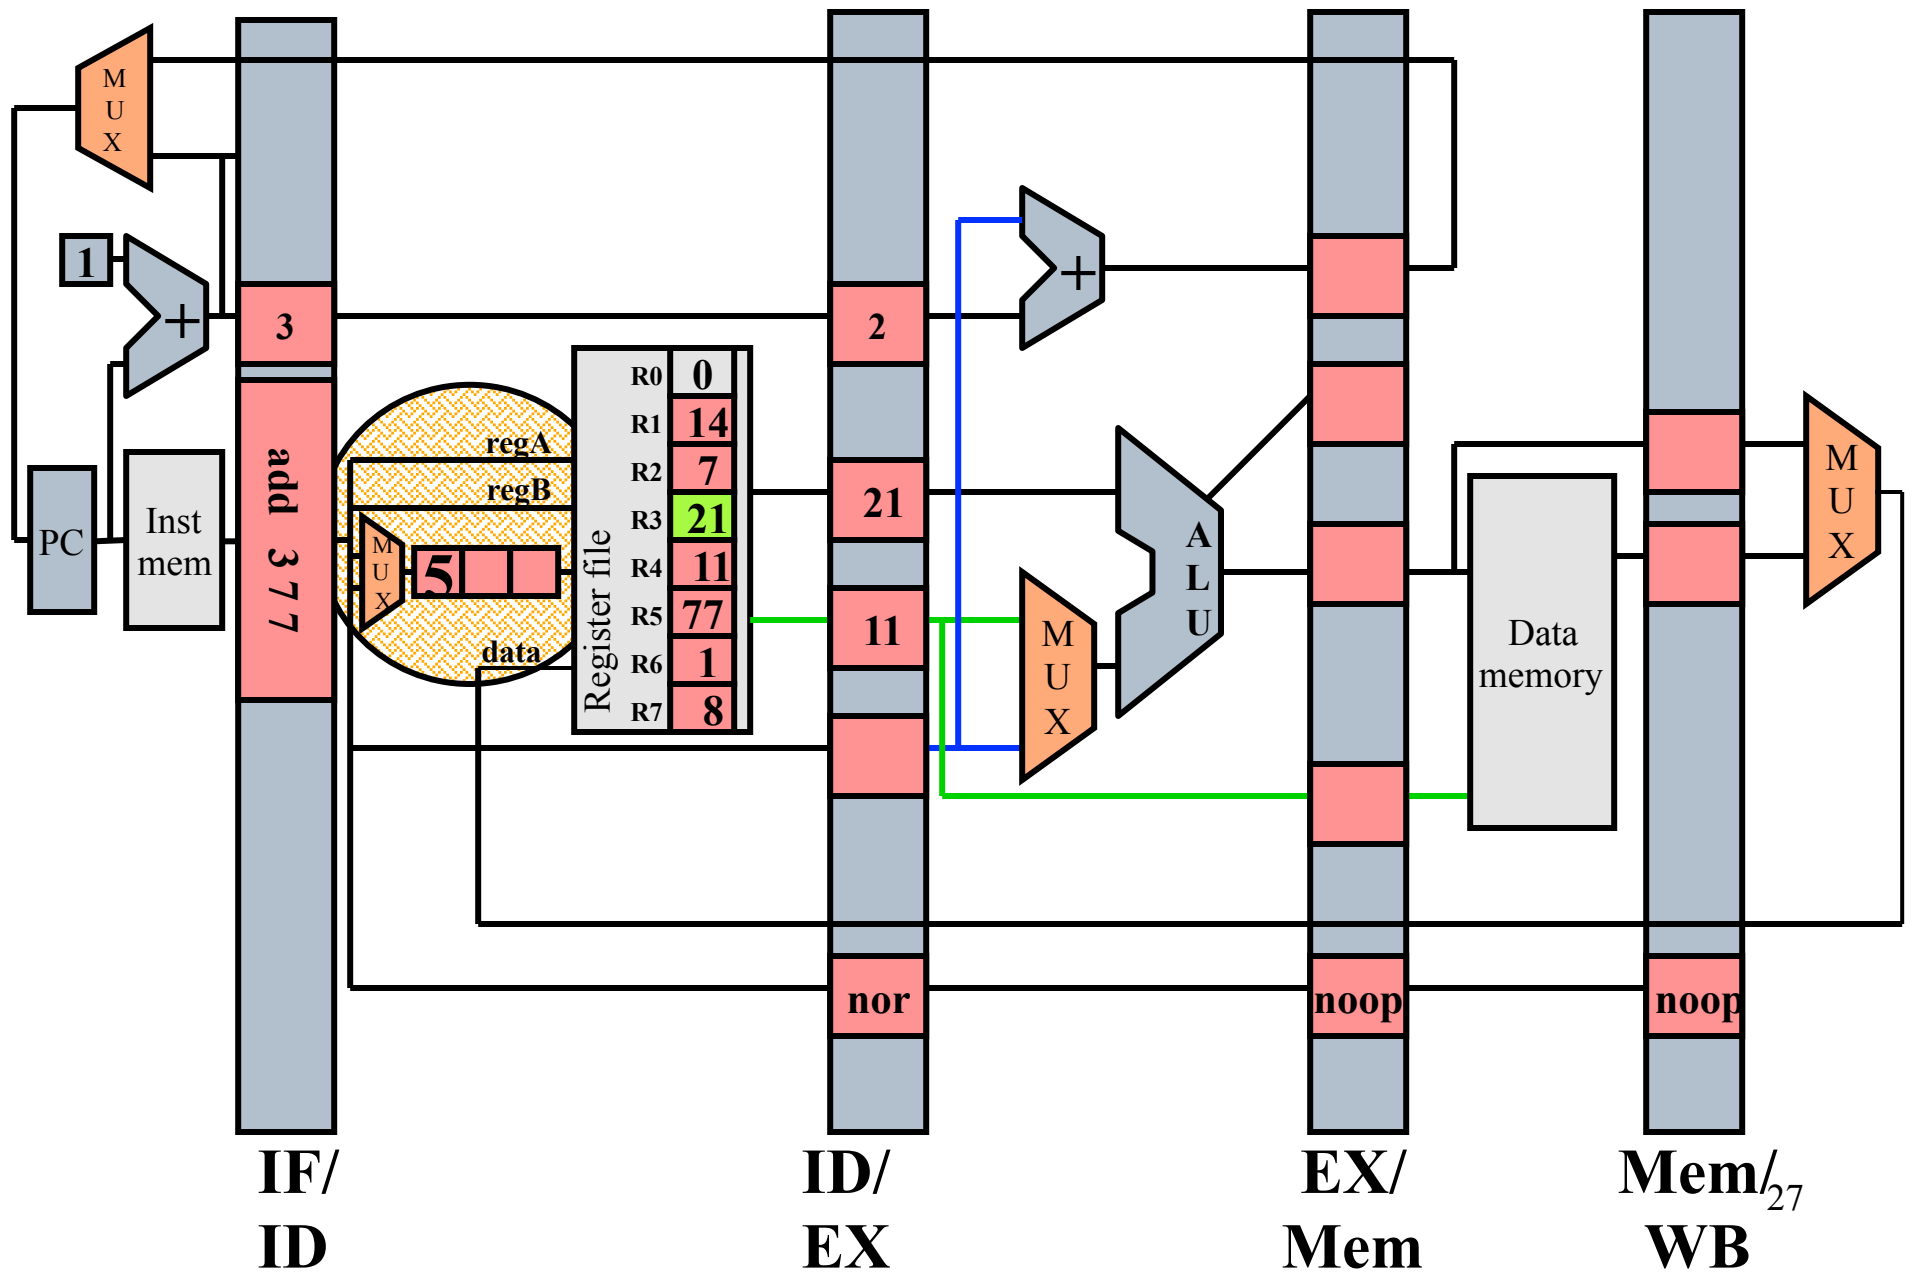 M
U
X
1
+
3
add 3 7 7
PC
Inst
mem
regA
regB
M
U
X
5
data
Register file
R0 0
R1 14
R2 7
R3 21
R4 11
R5 77
R6 1
R7 8
2
21
11
nor
+
M
U
X
A
L
U
noop
Data
memory
noop
M
U
X
IF/
ID
ID/
EX
EX/
Mem
Mem/
WB
27